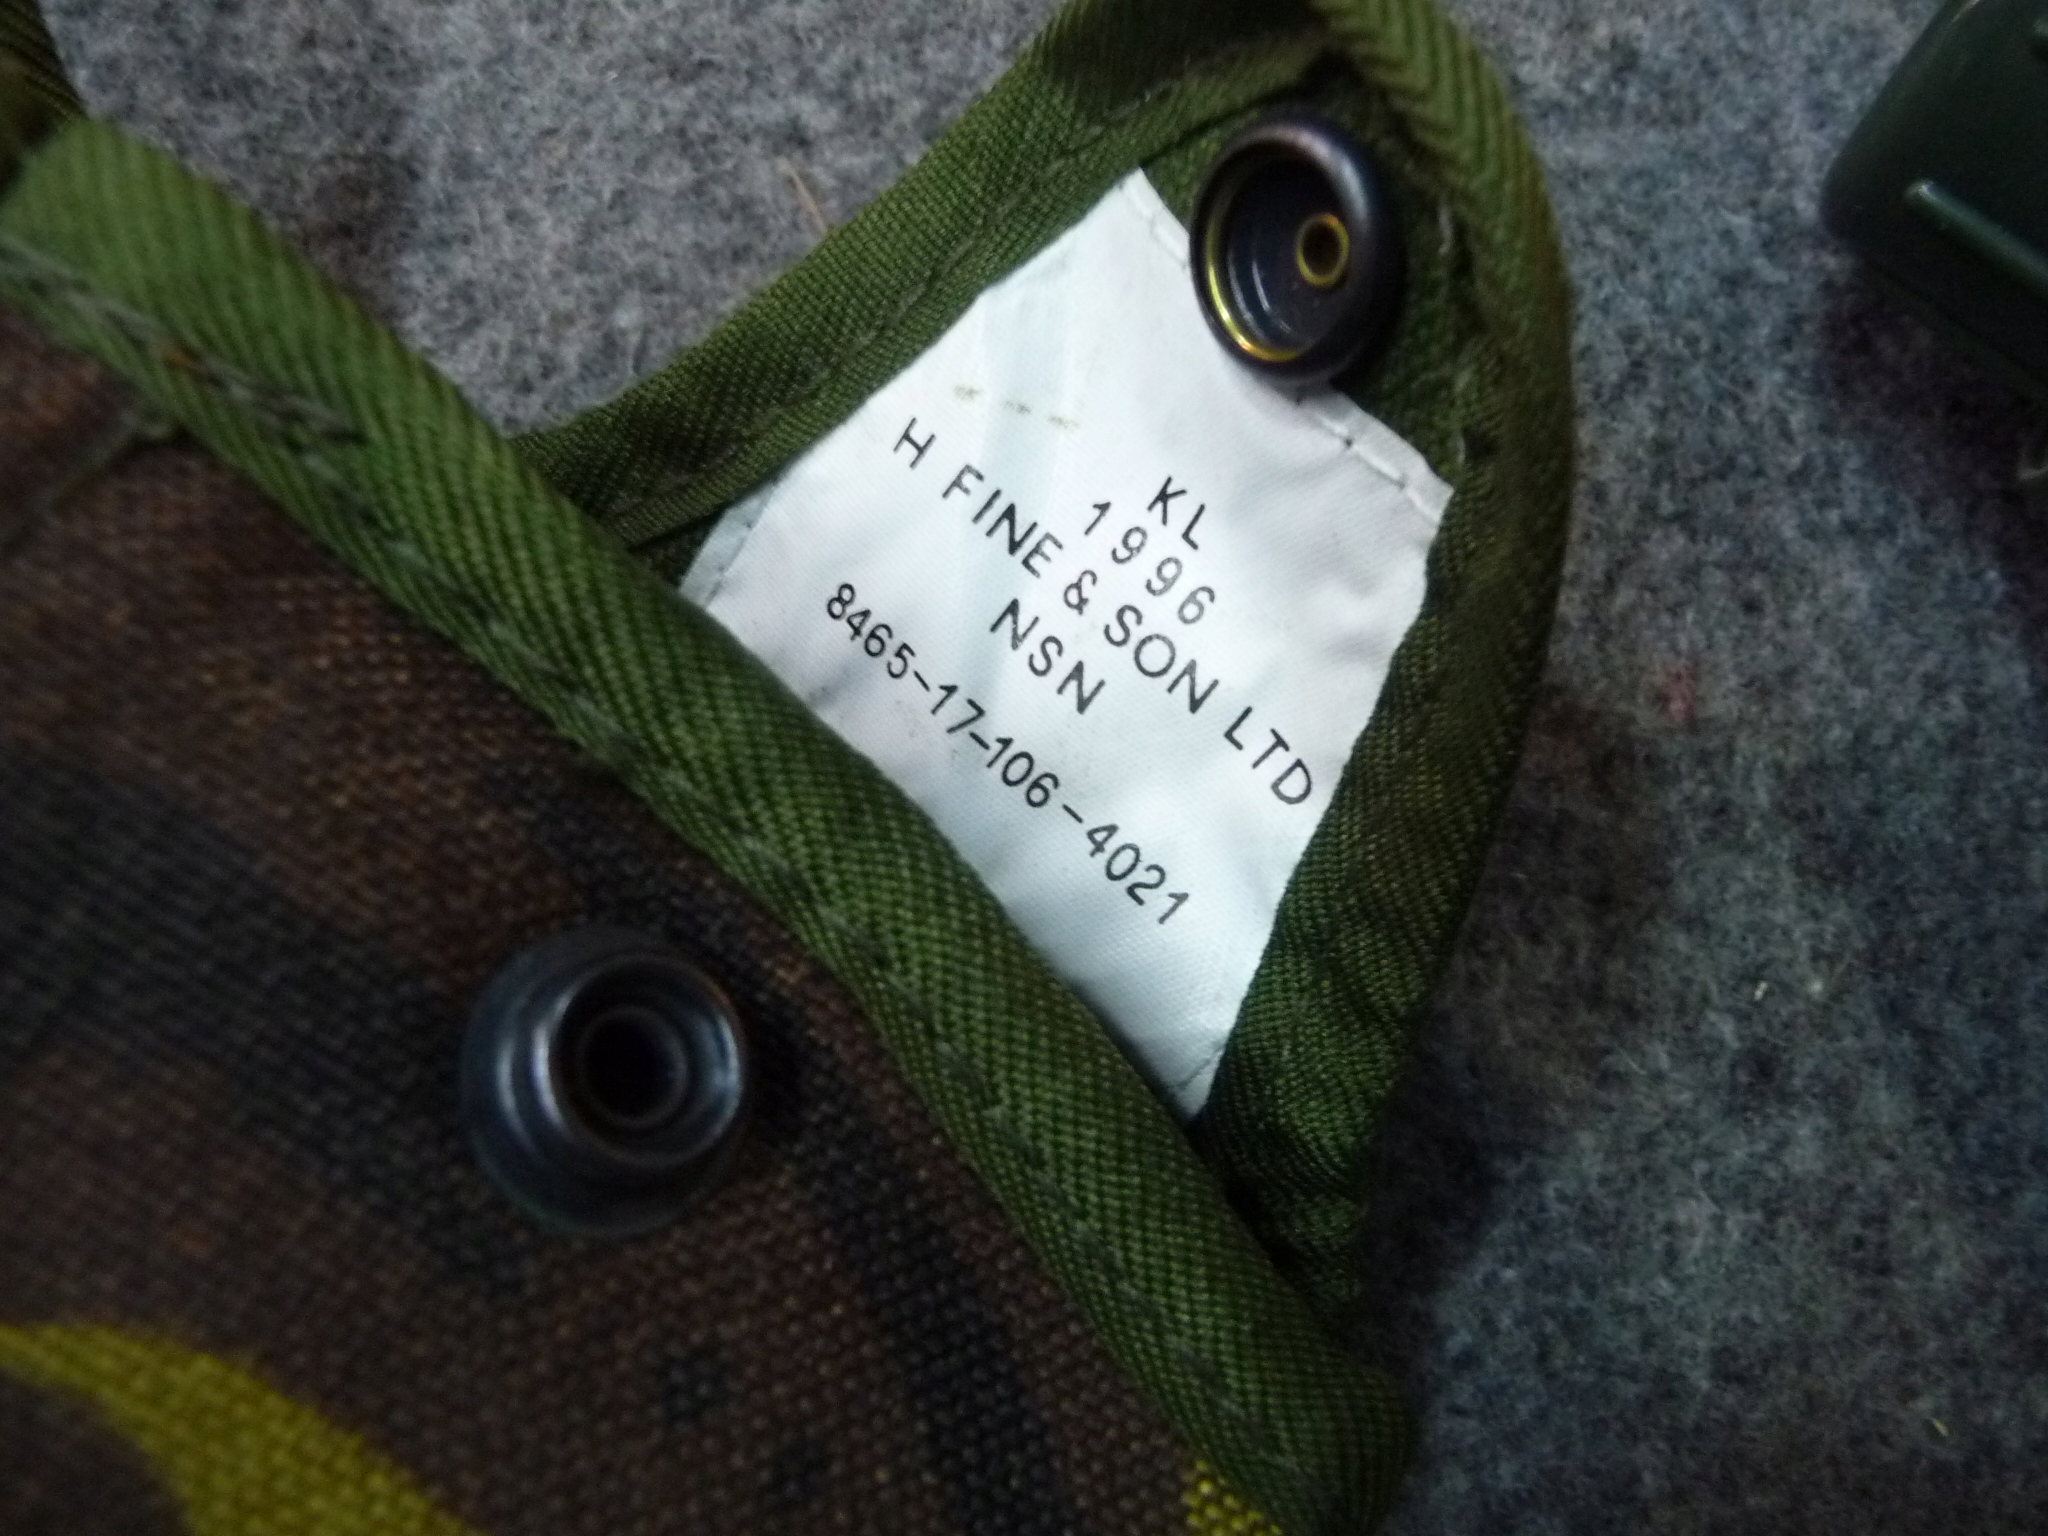 KL
1996
H FINE & SON LTD
NSN
8465-17-106-4021